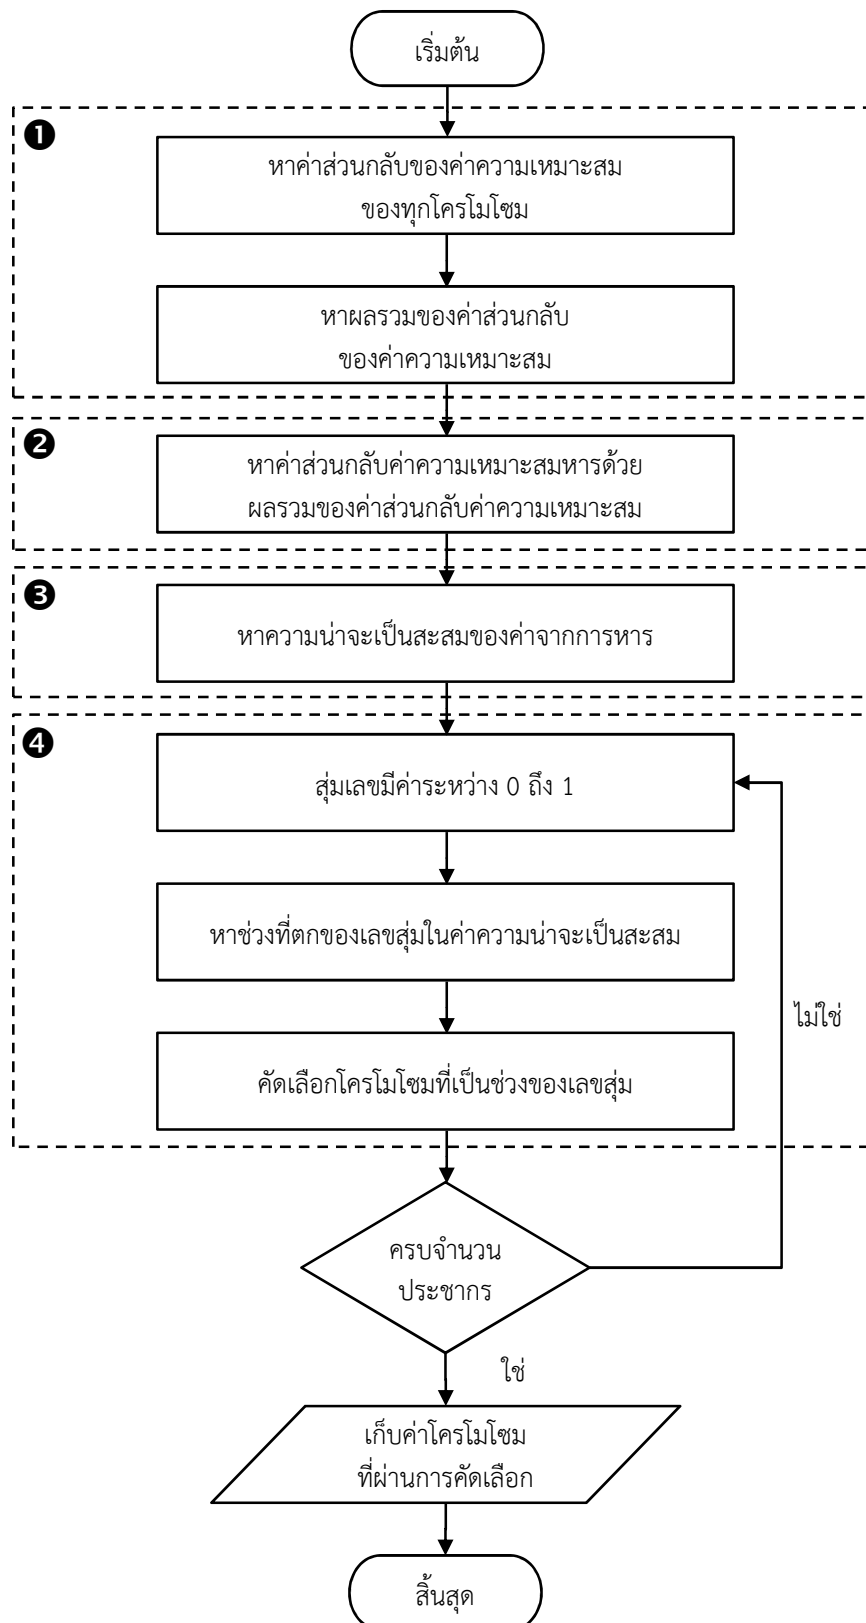 เริ่มต้น
❶
หาค่าส่วนกลับของค่าความเหมาะสม
ของทุกโครโมโซม
หาผลรวมของค่าส่วนกลับ
ของค่าความเหมาะสม
❷
หาค่าส่วนกลับค่าความเหมาะสมหารด้วย
ผลรวมของค่าส่วนกลับค่าความเหมาะสม
❸
หาความน่าจะเป็นสะสมของค่าจากการหาร
❹
สุ่มเลขมีค่าระหว่าง 0 ถึง 1
หาช่วงที่ตกของเลขสุ่มในค่าความน่าจะเป็นสะสม
ไม่ใช่
คัดเลือกโครโมโซมที่เป็นช่วงของเลขสุ่ม
ครบจำนวน
ประชากร
ใช่
เก็บค่าโครโมโซม
ที่ผ่านการคัดเลือก
สิ้นสุด